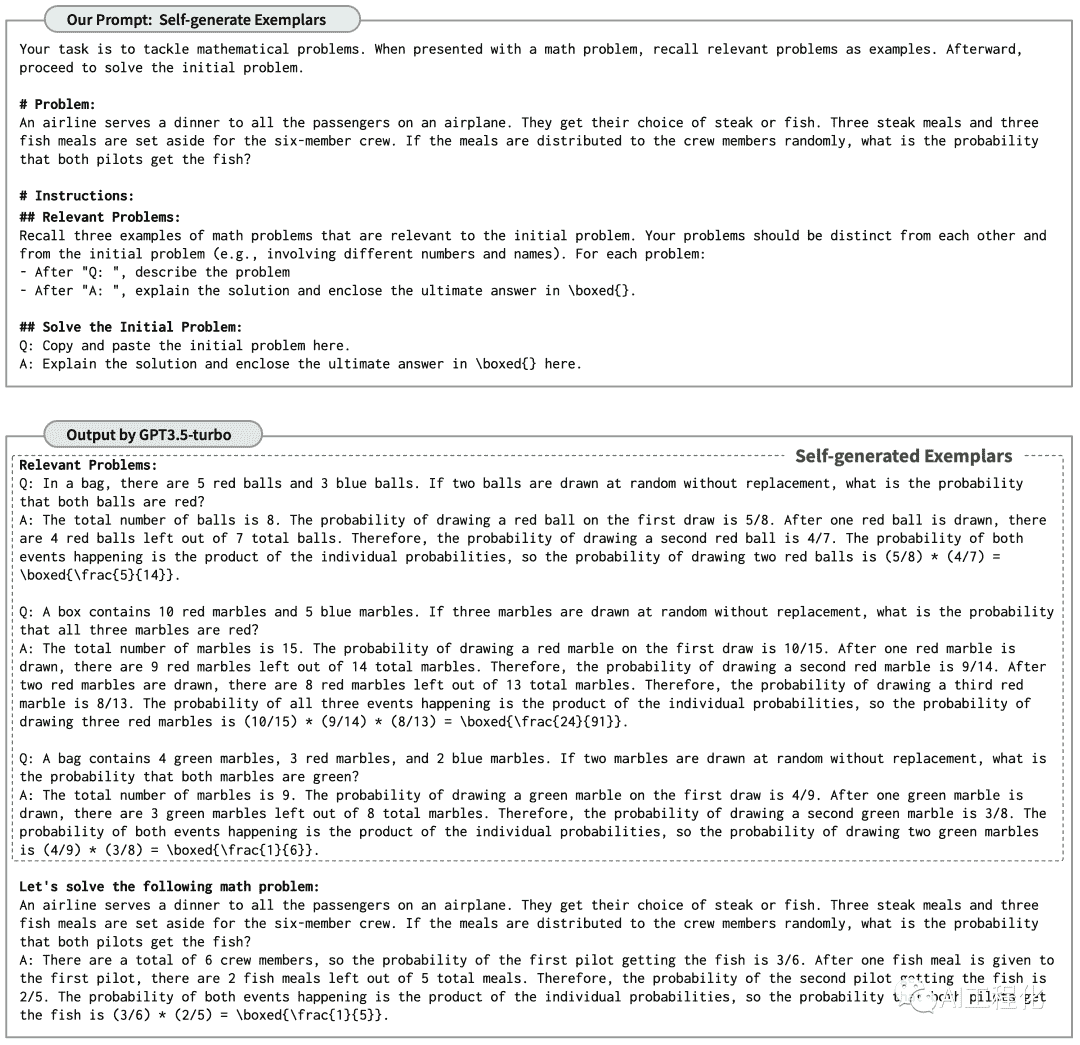 Our Prompt: Self-generate Exemplars
Your task is to tackle mathematical problems. When presented with a math problem, recall relevant problems as examples. Afterward,
proceed to solve the initial problem.
# Problem:
An airline serves a dinner to all the passengers on an airplane. They get their choice of steak or fish. Three steak meals and three
fish meals are set aside for the six-member crew. If the meals are distributed to the crew members randomly, what is the probability
that both pilots get the fish?
# Instructions:
## Relevant Problems:
Recall three examples of math problems that are relevant to the initial problem. Your problems should be distinct from each other and
from the initial problem (e.g., involving different numbers and names). For each problem:
- After "Q: ", describe the problem
- After "A: ", explain the solution and enclose the ultimate answer in \boxed{}.
## Solve the Initial Problem:
Q: Copy and paste the initial problem here.
A: Explain the solution and enclose the ultimate answer in \boxed{} here.
Output by GPT3.5-turbo
Self-generated Exemplars
Relevant Problems:
Q: In a bag, there are 5 red balls and 3 blue balls. If two balls are drawn at random without replacement, what is the probability
that both balls are red?
A: The total number of balls is 8. The probability of drawing a red ball on the first draw is 5/8. After one red ball is drawn, there
are 4 red balls left out of 7 total balls. Therefore, the probability of drawing a second red ball is 4/7. The probability of both
events happening is the product of the individual probabilities, so the probability of drawing two red balls is (5/8) * (4/7) =
\boxed{\frac{5}{14}}.
Q: A box contains 10 red marbles and 5 blue marbles. If three marbles are drawn at random without replacement, what is the probability
that all three marbles are red?
A: The total number of marbles is 15. The probability of drawing a red marble on the first draw is 10/15. After one red marble is
drawn, there are 9 red marbles left out of 14 total marbles. Therefore, the probability of drawing a second red marble is 9/14. After
two red marbles are drawn, there are 8 red marbles left out of 13 total marbles. Therefore, the probability of drawing a third red
marble is 8/13. The probability of all three events happening is the product of the individual probabilities, so the probability of
drawing three red marbles is (10/15) * (9/14) * (8/13) = \boxed{\frac{24}{91}}.
Q: A bag contains 4 green marbles, 3 red marbles, and 2 blue marbles. If two marbles are drawn at random without replacement, what is
the probability that both marbles are green?
A: The total number of marbles is 9. The probability of drawing a green marble on the first draw is 4/9. After one green marble is
drawn, there are 3 green marbles left out of 8 total marbles. Therefore, the probability of drawing a second green marble is 3/8. The
probability of both events happening is the product of the individual probabilities, so the probability of drawing two green marbles
is (4/9) * (3/8) = \boxed{\frac{1}{6}}.
Let's solve the following math problem:
An airline serves a dinner to all the passengers on an airplane. They get their choice of steak or fish. Three steak meals and three
fish meals are set aside for the six-member crew. If the meals are distributed to the crew members randomly, what is the probability
that both pilots get the fish?
A: There are a total of 6 crew members, so the probability of the first pilot getting the fish is 3/6. After one fish meal is given to
the first pilot, there are 2 fish meals left out of 5 total meals. Therefore, the probability of the second pilot getting the fish is
2/5. The probability of both events happening is the product of the individual probabilities, so the probability that both pilots get
the fish is (3/6) * (2/5) = \boxed{\frac{1}{5}}.
AI工程化